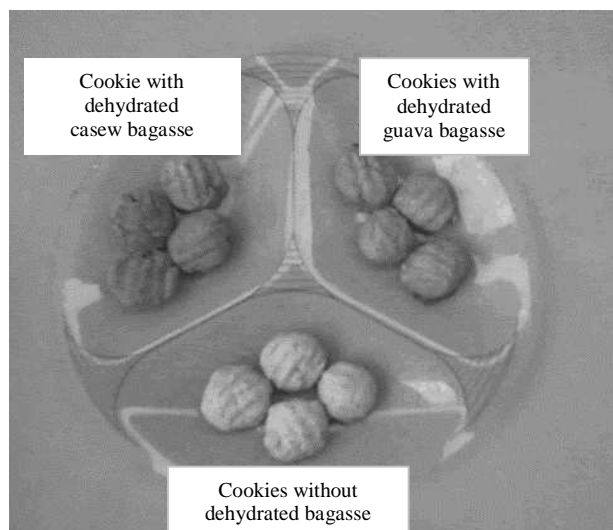 Cookie with
dehydrated
casew bagasse
Cookies with
dehydrated
guava bagasse
Cookies without
dehydrated bagasse